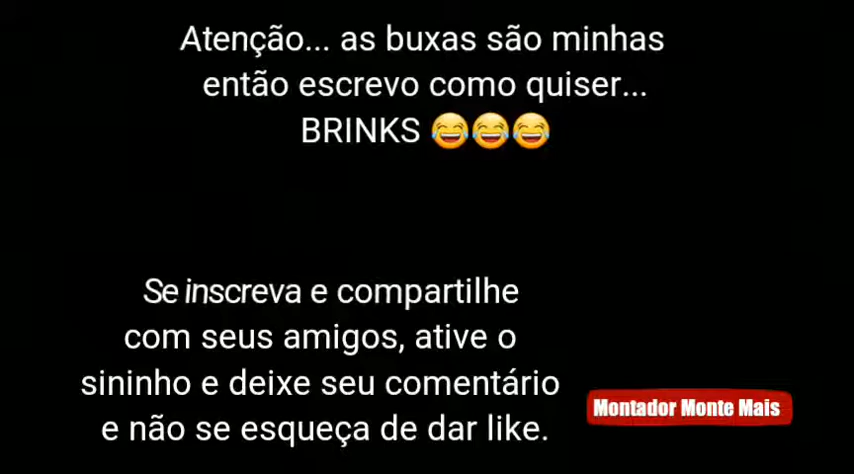 Atenção... as buxas são minhas
então escrevo como quiser...
BRINKS 😂😂😂
Se inscreva e compartilhe
com seus amigos, ative o
sininho e deixe seu comentário
e não se esqueça de dar like.
Montador Monte Mais